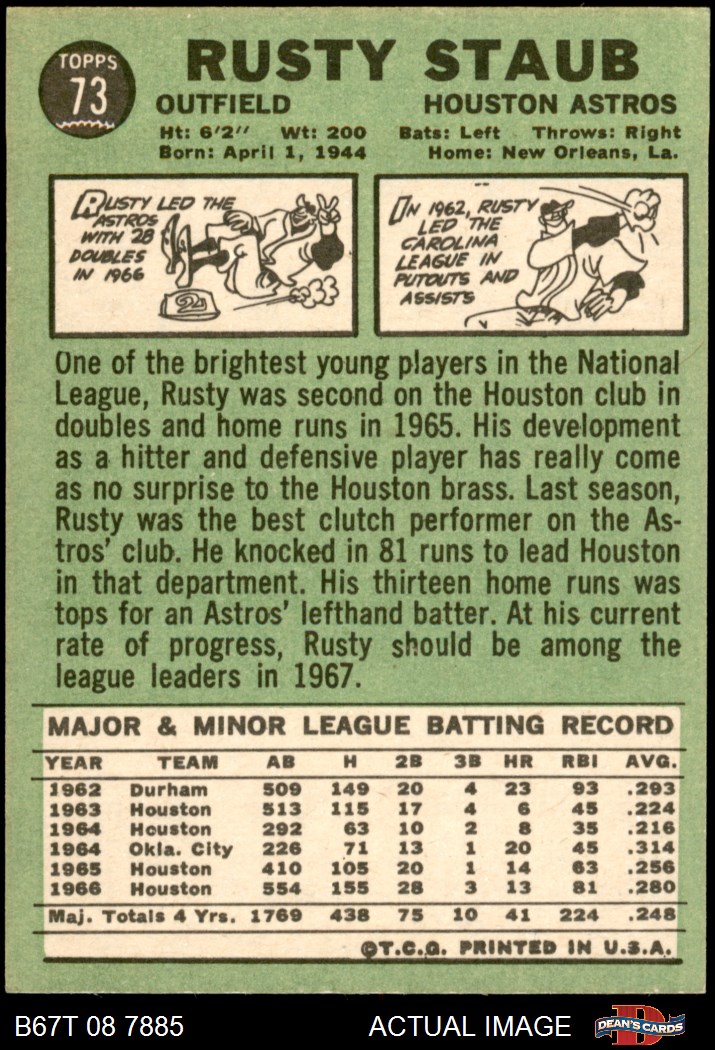 TOPPS
73
RUSTY STAUB
OUTFIELD HOUSTON ASTROS
Ht: 6'2" Wt: 200 Bats: Left Throws: Right
Born: April 1, 1944 Home: New Orleans, La.
RUSTY LED THE
ASTROS
WITH 28
DOUBLES
IN 1966
2
IN 1962, RUSTY
LED THE
CAROLINA
LEAGUE IN
PUTOUTS AND
ASSISTS
One of the brightest young players in the National
League, Rusty was second on the Houston club in
doubles and home runs in 1965. His development
as a hitter and defensive player has really come
as no surprise to the Houston brass. Last season,
Rusty was the best clutch performer on the As-
tros' club. He knocked in 81 runs to lead Houston
in that department. His thirteen home runs was
tops for an Astros' lefthand batter. At his current
rate of progress, Rusty should be among the
league leaders in 1967.
MAJOR & MINOR LEAGUE BATTING RECORD
YEAR TEAM AB H 2B 3B HR RBI AVG.
1962 Durham 509 149 20 4 23 93 .293
1963 Houston 513 115 17 4 6 45 .224
1964 Houston 292 63 10 2 8 35 .216
1964 Okla. City 226 71 13 1 20 45 .314
1965 Houston 410 105 20 1 14 63 .256
1966 Houston 554 155 28 3 13 81 .280
Maj. Totals 4 Yrs. 1769 438 75 10 41 224 .248
©T.C.G. PRINTED IN U.S.A.
B67T 08 7885 ACTUAL IMAGE
D
DEAN'S CARDS